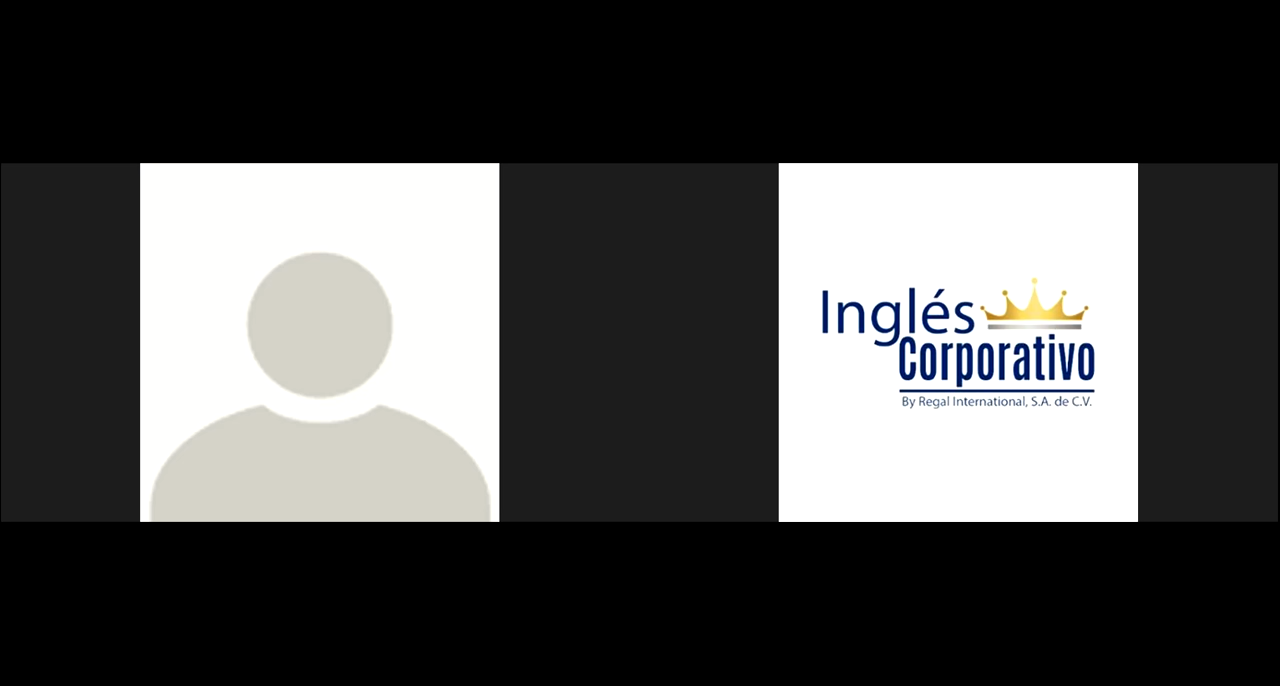 Inglés
Corporativo
By Regal International, S.A. de C.V.